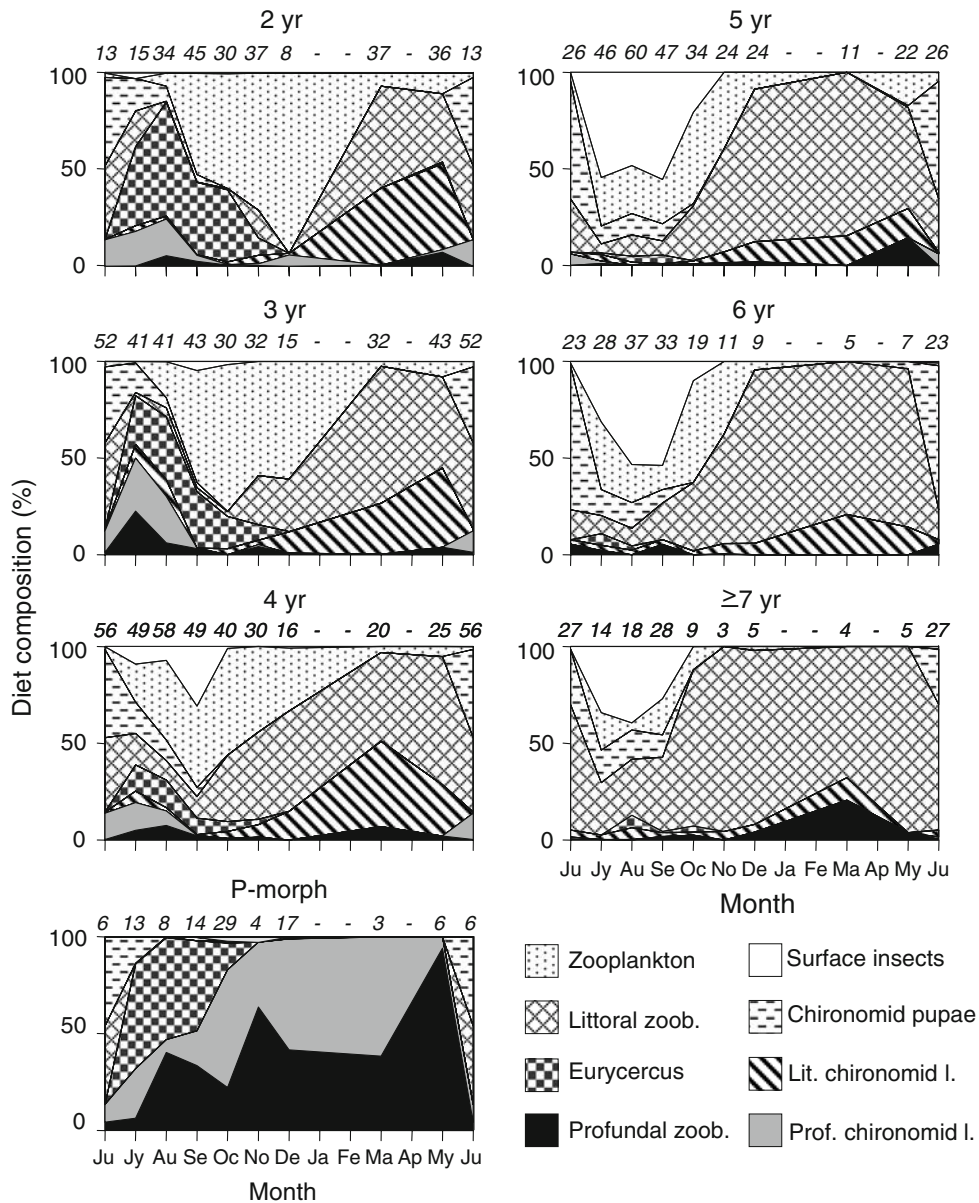 2 yr
13 15 34 45 30 37 8 - - 37 - 36 13
100
50
0
5 yr
26 46 60 47 34 24 24 - - 11 - 22 26
100
50
0
3 yr
52 41 41 43 30 32 15 - - 32 - 43 52
100
50
0
6 yr
23 28 37 33 19 11 9 - - 5 - 7 23
100
50
0
Diet composition (%)
4 yr
56 49 58 49 40 30 16 - - 20 - 25 56
100
50
0
≥7 yr
27 14 18 28 9 3 5 - - 4 - 5 27
100
50
0
Ju Jy Au Se Oc No De Ja Fe Ma Ap My Ju
Month
P-morph
6 13 8 14 29 4 17 - - 3 - 6 6
100
50
0
Ju Jy Au Se Oc No De Ja Fe Ma Ap My Ju
Month
Zooplankton
Surface insects
Littoral zoob.
Chironomid pupae
Eurycercus
Lit. chironomid l.
Profundal zoob.
Prof. chironomid l.